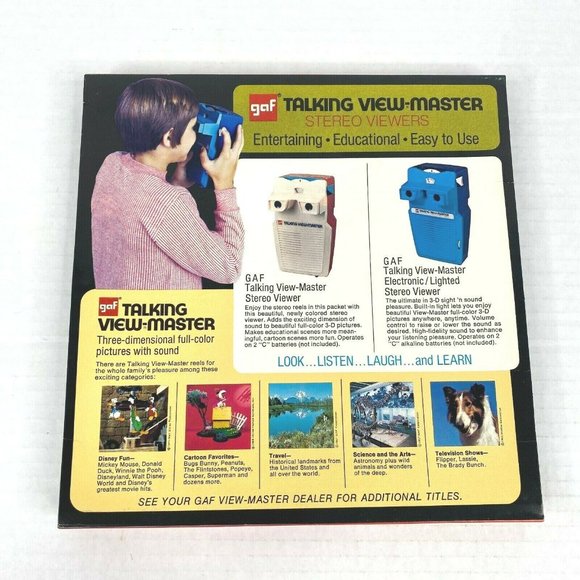 gaf TALKING VIEW-MASTER
STEREO VIEWERS
Entertaining • Educational • Easy to Use
TALKING VIEW-MASTER
GAF
Talking View-Master
Stereo Viewer
Enjoy the stereo reels in this packet with
this beautiful, newly colored stereo
viewer. Adds the exciting dimension of
sound to beautiful full-color 3-D pictures.
Makes educational scenes more mean-
ingful, cartoon scenes more fun. Operates
on 2 "C" batteries (not included).
GAF
Talking View-Master
Electronic/Lighted
Stereo Viewer
The ultimate in 3-D sight 'n sound
pleasure. Built-in light lets you enjoy
beautiful View-Master full-color 3-D
pictures anywhere, anytime. Volume
control to raise or lower the sound as
desired. High-fidelity sound to enhance
your listening pleasure. Operates on 2
"C" alkaline batteries (not included).
LOOK...LISTEN...LAUGH...and LEARN
gaf TALKING
VIEW-MASTER
Three-dimensional full-color
pictures with sound
There are Talking View-Master reels for
the whole family's pleasure among these
exciting categories:
Disney Fun—
Mickey Mouse, Donald
Duck, Winnie the Pooh,
Disneyland, Walt Disney
World and Disney's
greatest movie hits.
Cartoon Favorites—
Bugs Bunny, Peanuts,
The Flintstones, Popeye,
Casper, Superman and
dozens more.
Travel—
Historical landmarks from
the United States and
all over the world.
Science and the Arts—
Astronomy plus wild
animals and wonders
of the deep.
Television Shows—
Flipper, Lassie,
The Brady Bunch.
SEE YOUR GAF VIEW-MASTER DEALER FOR ADDITIONAL TITLES.